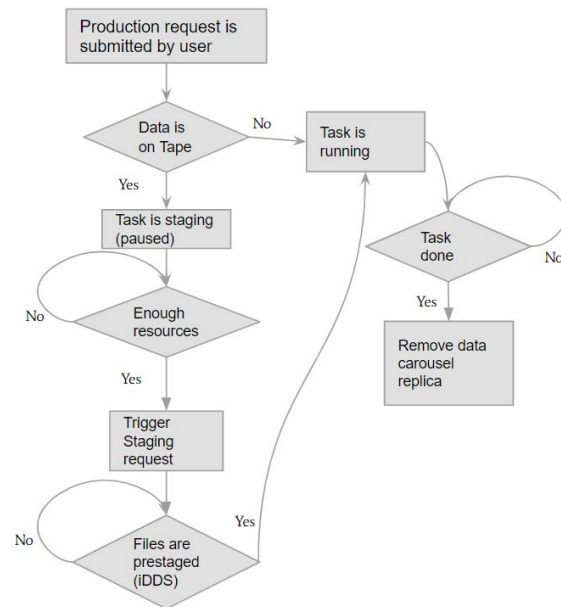 Production request is
submitted by user
Data is
on Tape
No
Task is
running
Yes
Task is staging
(paused)
Task
done
No
No
Enough
resources
Yes
Remove data
carousel
replica
Yes
Trigger
Staging
request
Yes
No
Files are
prestaged
(iDDS)